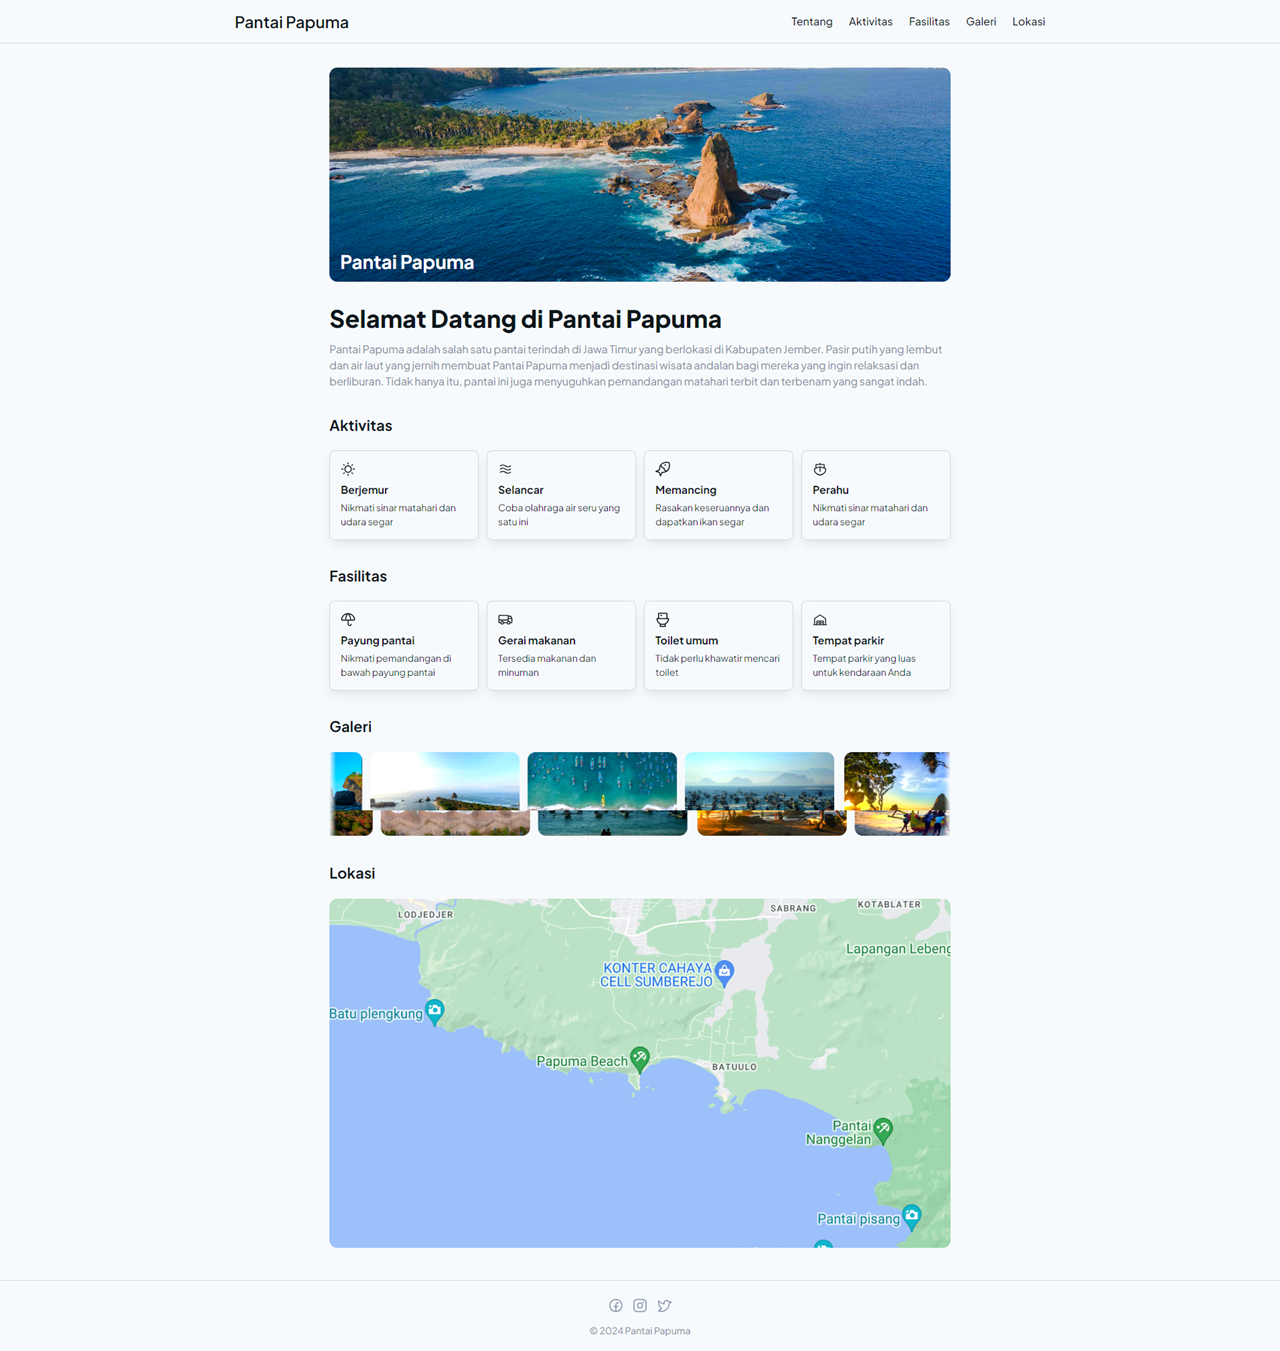 Pantai Papuma
Tentang Aktivitas Fasilitas Galeri Lokasi
Pantai Papuma
Selamat Datang di Pantai Papuma
Pantai Papuma adalah salah satu pantai terindah di Jawa Timur yang berlokasi di Kabupaten Jember. Pasir putih yang lembut
dan air laut yang jernih membuat Pantai Papuma menjadi destinasi wisata andalan bagi mereka yang ingin relaksasi dan
berliburan. Tidak hanya itu, pantai ini juga menyuguhkan pemandangan matahari terbit dan terbenam yang sangat indah.
Aktivitas
Berjemur
Nikmati sinar matahari dan
udara segar
Selancar
Coba olahraga air seru yang
satu ini
Memancing
Rasakan keseruannya dan
dapatkan ikan segar
Perahu
Nikmati sinar matahari dan
udara segar
Fasilitas
Payung pantai
Nikmati pemandangan di
bawah payung pantai
Gerai makanan
Tersedia makanan dan
minuman
Toilet umum
Tidak perlu khawatir mencari
toilet
Tempat parkir
Tempat parkir yang luas
untuk kendaraan Anda
Galeri
Lokasi
LODJEDJER
SABRANG
KOTABLATER
Lapangan Lebeng
KONTER CAHAYA
CELL SUMBEREJO
Batu plengkung
Papuma Beach
BATUULO
Pantai
Nanggelan
Pantai pisang
© 2024 Pantai Papuma